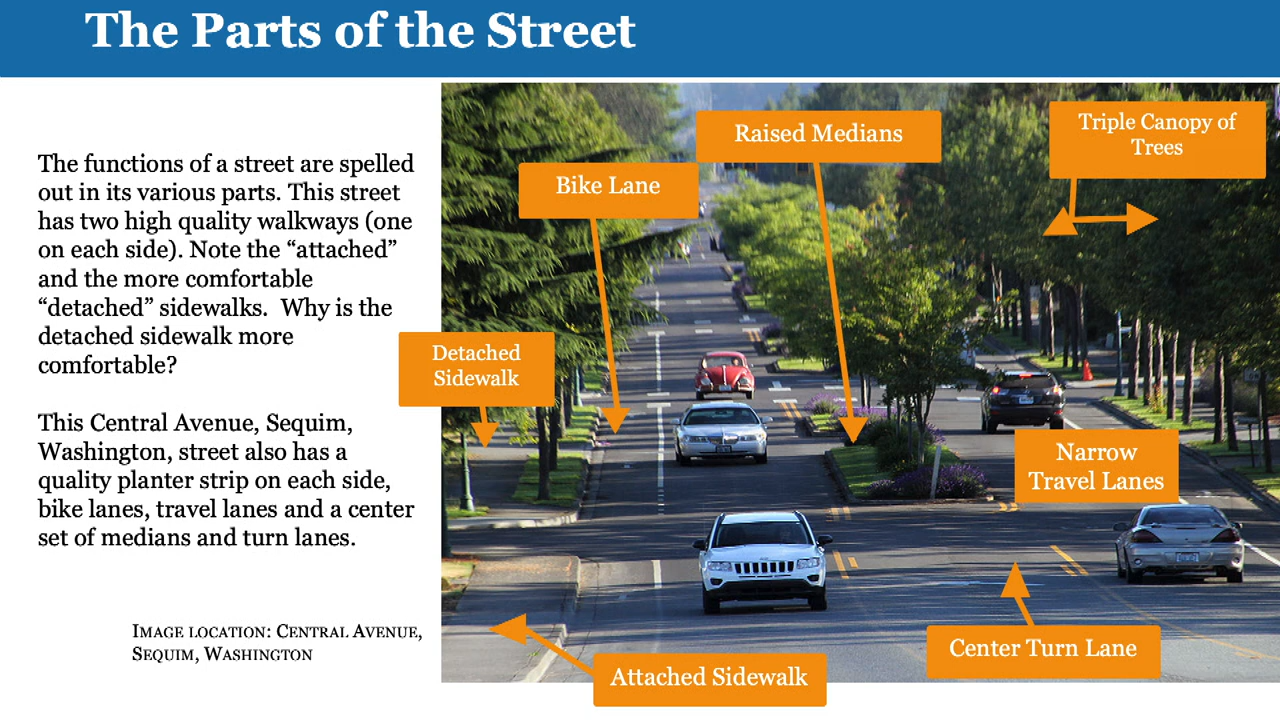 The Parts of the Street
The functions of a street are spelled
out in its various parts. This street
has two high quality walkways (one
on each side). Note the “attached”
and the more comfortable
“detached” sidewalks.  Why is the
detached sidewalk more
comfortable?
This Central Avenue, Sequim,
Washington, street also has a
quality planter strip on each side,
bike lanes, travel lanes and a center
set of medians and turn lanes.
IMAGE LOCATION: CENTRAL AVENUE,
SEQUIM, WASHINGTON
Raised Medians
Triple Canopy of
Trees
Bike Lane
Detached
Sidewalk
Narrow
Travel Lanes
Center Turn Lane
Attached Sidewalk